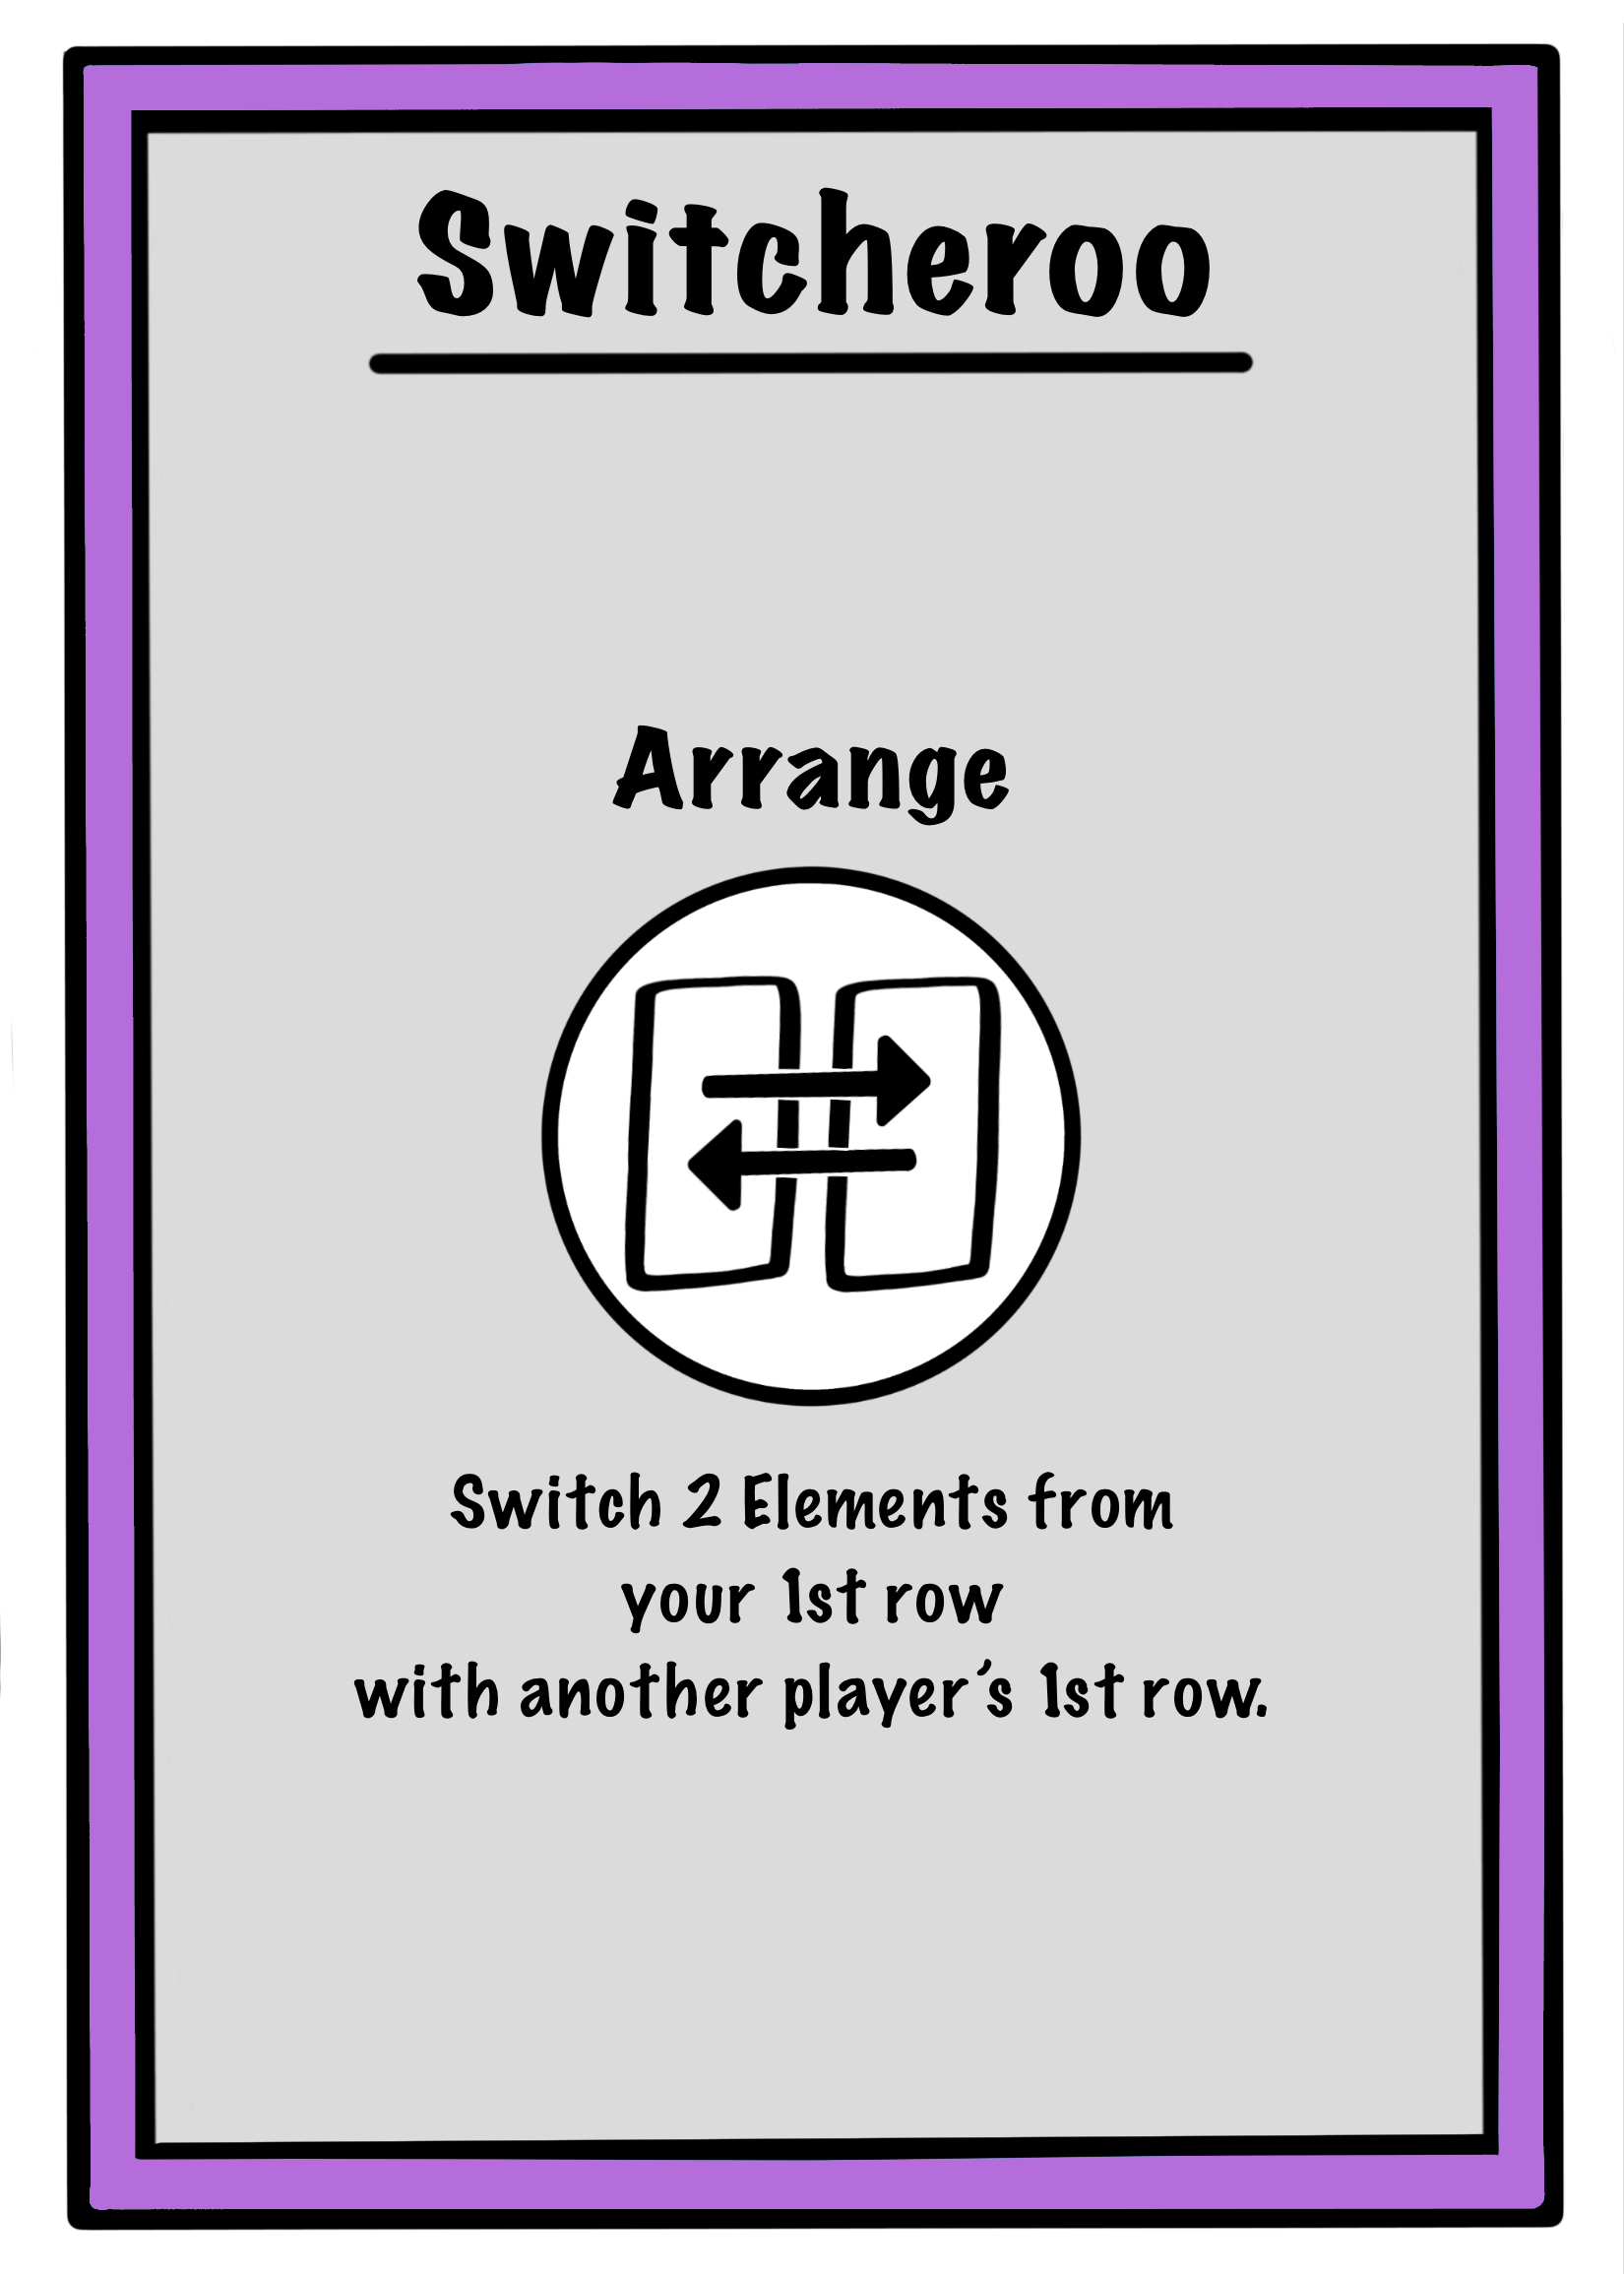 Switcheroo
Arrange
Switch 2 Elements from
your 1st row
with another player's 1st row.